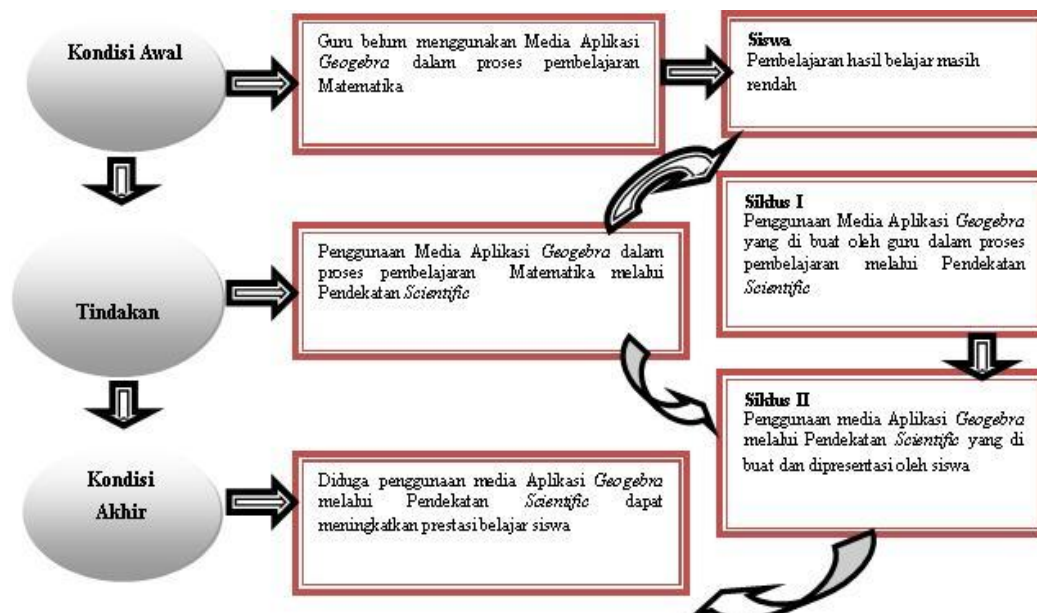 Kondisi Awal
Guru belum menggunakan Media Aplikasi
Geogebra dalam proses pembelajaran
Matematika
Siswa
Pembelajaran hasil belajar masih
rendah
Tindakan
Penggunaan Media Aplikasi Geogebra dalam
proses pembelajaran Matematika melalui
Pendekatan Scientific
Siklus I
Penggunaan Media Aplikasi Geogebra
yang di buat oleh guru dalam proses
pembelajaran melalui Pendekatan
Scientific
Siklus II
Penggunaan media Aplikasi Geogebra
melalui Pendekatan Scientific yang di
buat dan dipresentasi oleh siswa
Kondisi
Akhir
Diduga penggunaan media Aplikasi Geogebra
melalui Pendekatan Scientific dapat
meningkatkan prestasi belajar siswa